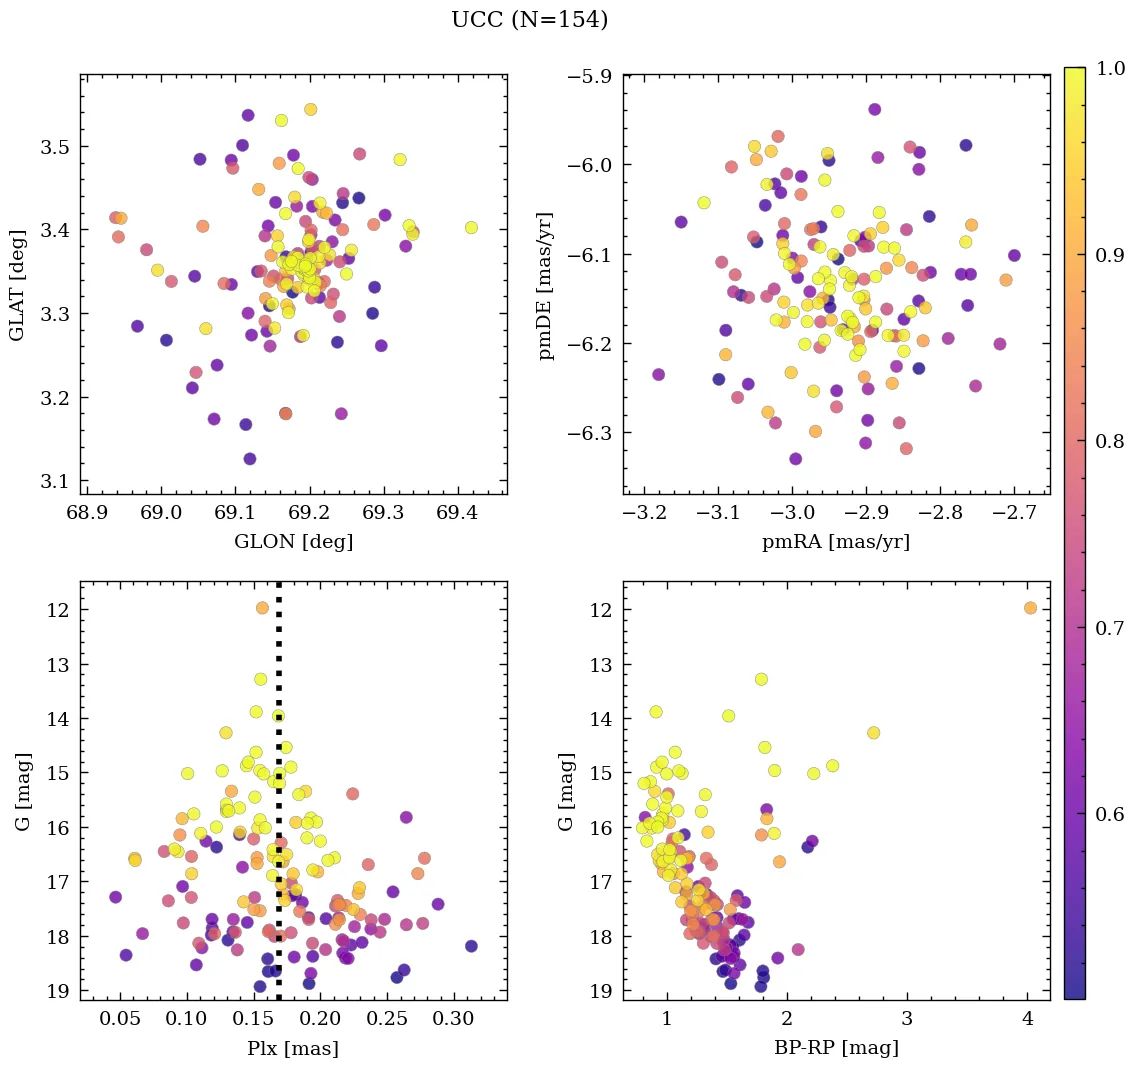 UCC (N=154)
3.5
3.4
3.3
3.2
3.1
GLAT [deg]
68.9 69.0 69.1 69.2 69.3 69.4
GLON [deg]
−5.9
−6.0
−6.1
−6.2
−6.3
pmDE [mas/yr]
−3.2 −3.1 −3.0 −2.9 −2.8 −2.7
pmRA [mas/yr]
12
13
14
15
16
17
18
19
G [mag]
0.05 0.10 0.15 0.20 0.25 0.30
Plx [mas]
12
13
14
15
16
17
18
19
G [mag]
1 2 3 4
BP-RP [mag]
1.0
0.9
0.8
0.7
0.6